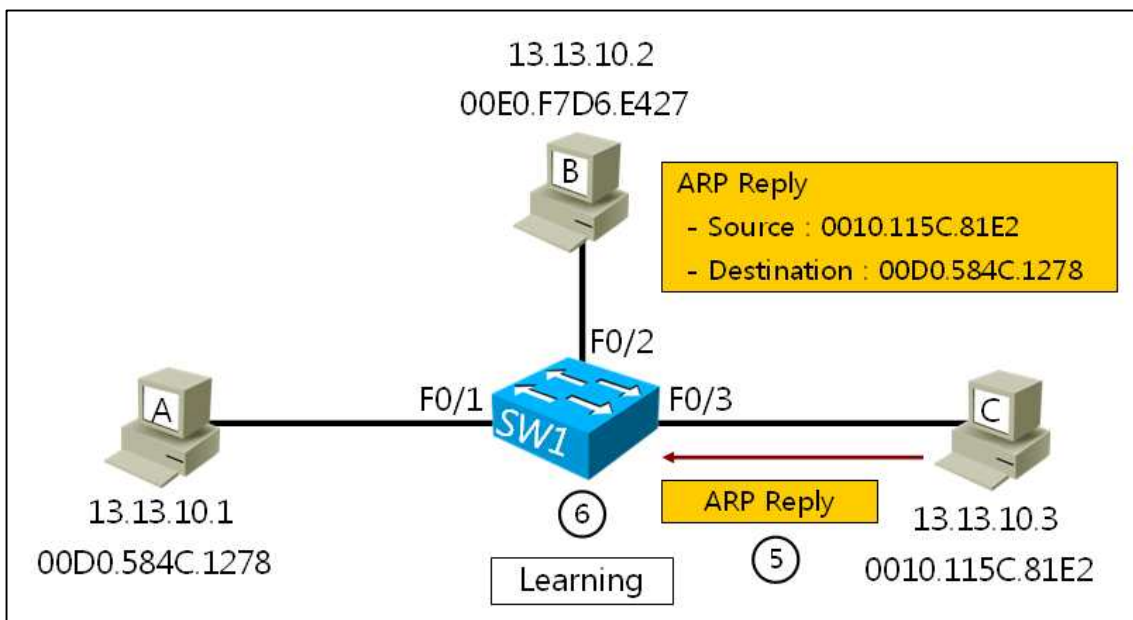 13.13.10.2
00E0.F7D6.E427
B
ARP Reply
- Source : 0010.115C.81E2
- Destination : 00D0.584C.1278
F0/2
A
F0/1
SW1
F0/3
C
13.13.10.1
00D0.584C.1278
⑥
Learning
ARP Reply
⑤
13.13.10.3
0010.115C.81E2